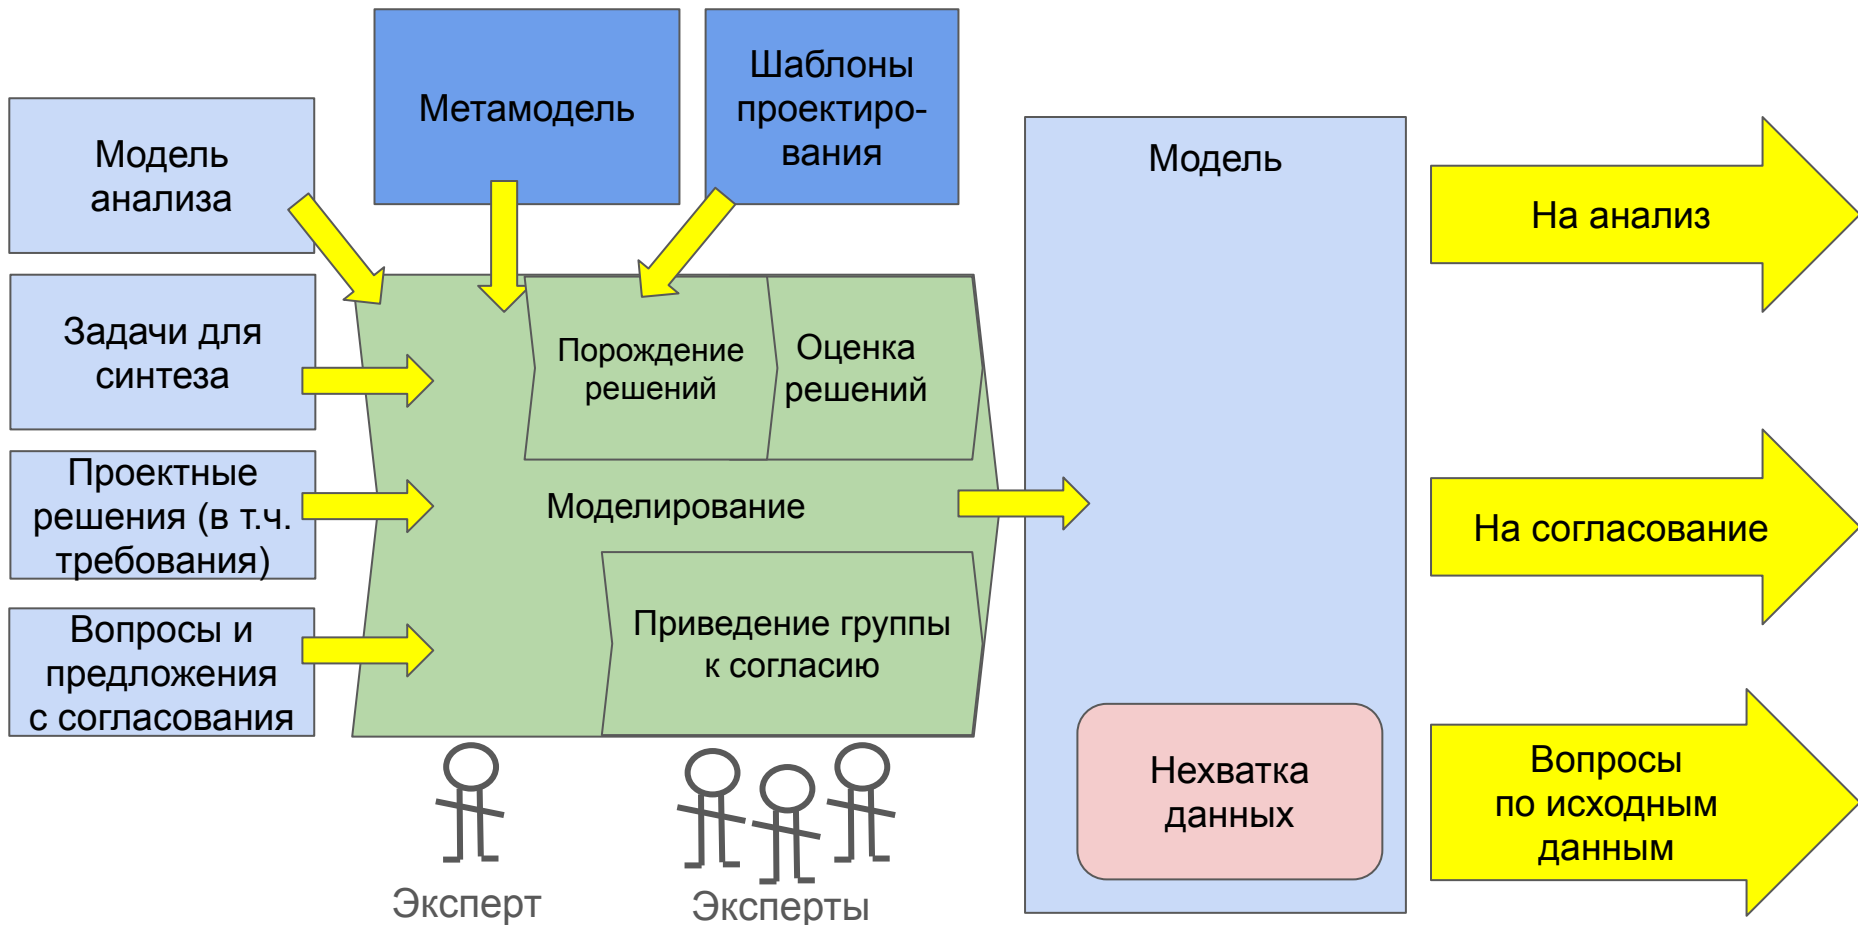 Модель
анализа
Метамодель
Шаблоны
проектиро-
вания
Задачи для
синтеза
Проектные
решения (в т.ч.
требования)
Вопросы и
предложения
с согласования
Порождение
решений
Оценка
решений
Моделирование
Приведение группы
к согласию
Эксперт
Эксперты
Модель
Нехватка
данных
На анализ
На согласование
Вопросы
по исходным
данным